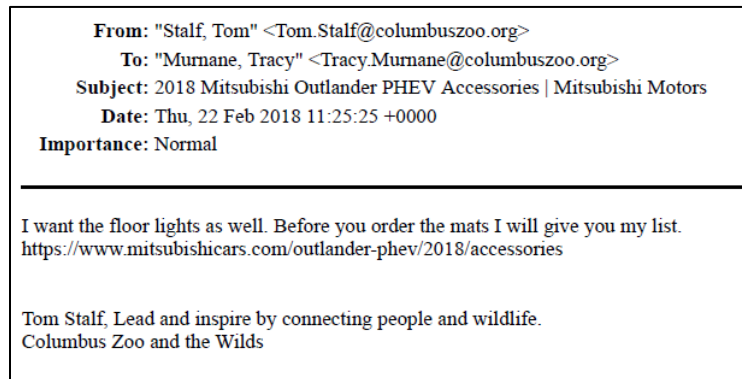 From: "Stalf, Tom" <Tom.Stalf@columbuszoo.org>
To: "Murnane, Tracy" <Tracy.Murnane@columbuszoo.org>
Subject: 2018 Mitsubishi Outlander PHEV Accessories | Mitsubishi Motors
Date: Thu, 22 Feb 2018 11:25:25 +0000
Importance: Normal
I want the floor lights as well. Before you order the mats I will give you my list.
https://www.mitsubishicars.com/outlander-phev/2018/accessories
Tom Stalf, Lead and inspire by connecting people and wildlife.
Columbus Zoo and the Wilds